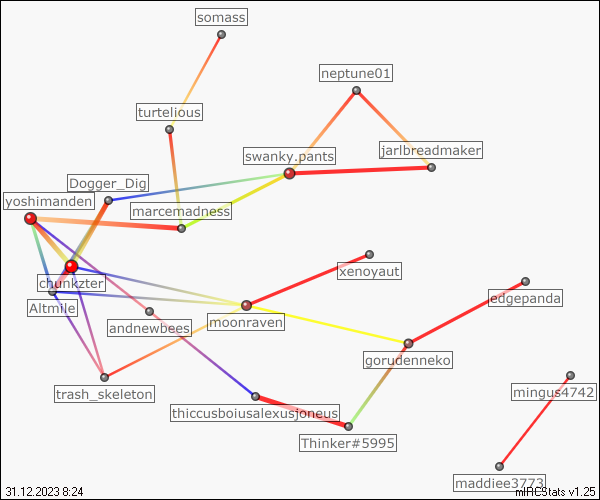 somass
neptune01
turtelious
jarlbreadmaker
swanky.pants
Dogger_Dig
yoshimanden
marcemadness
xenoyaut
chunkzter
edgepanda
Altmile
moonraven
andnewbees
gorudenneko
trash_skeleton
mingus4742
thiccusboiusalexusjoneus
Thinker#5995
maddiee3773
31.12.2023 8:24
mIRCStats v1.25